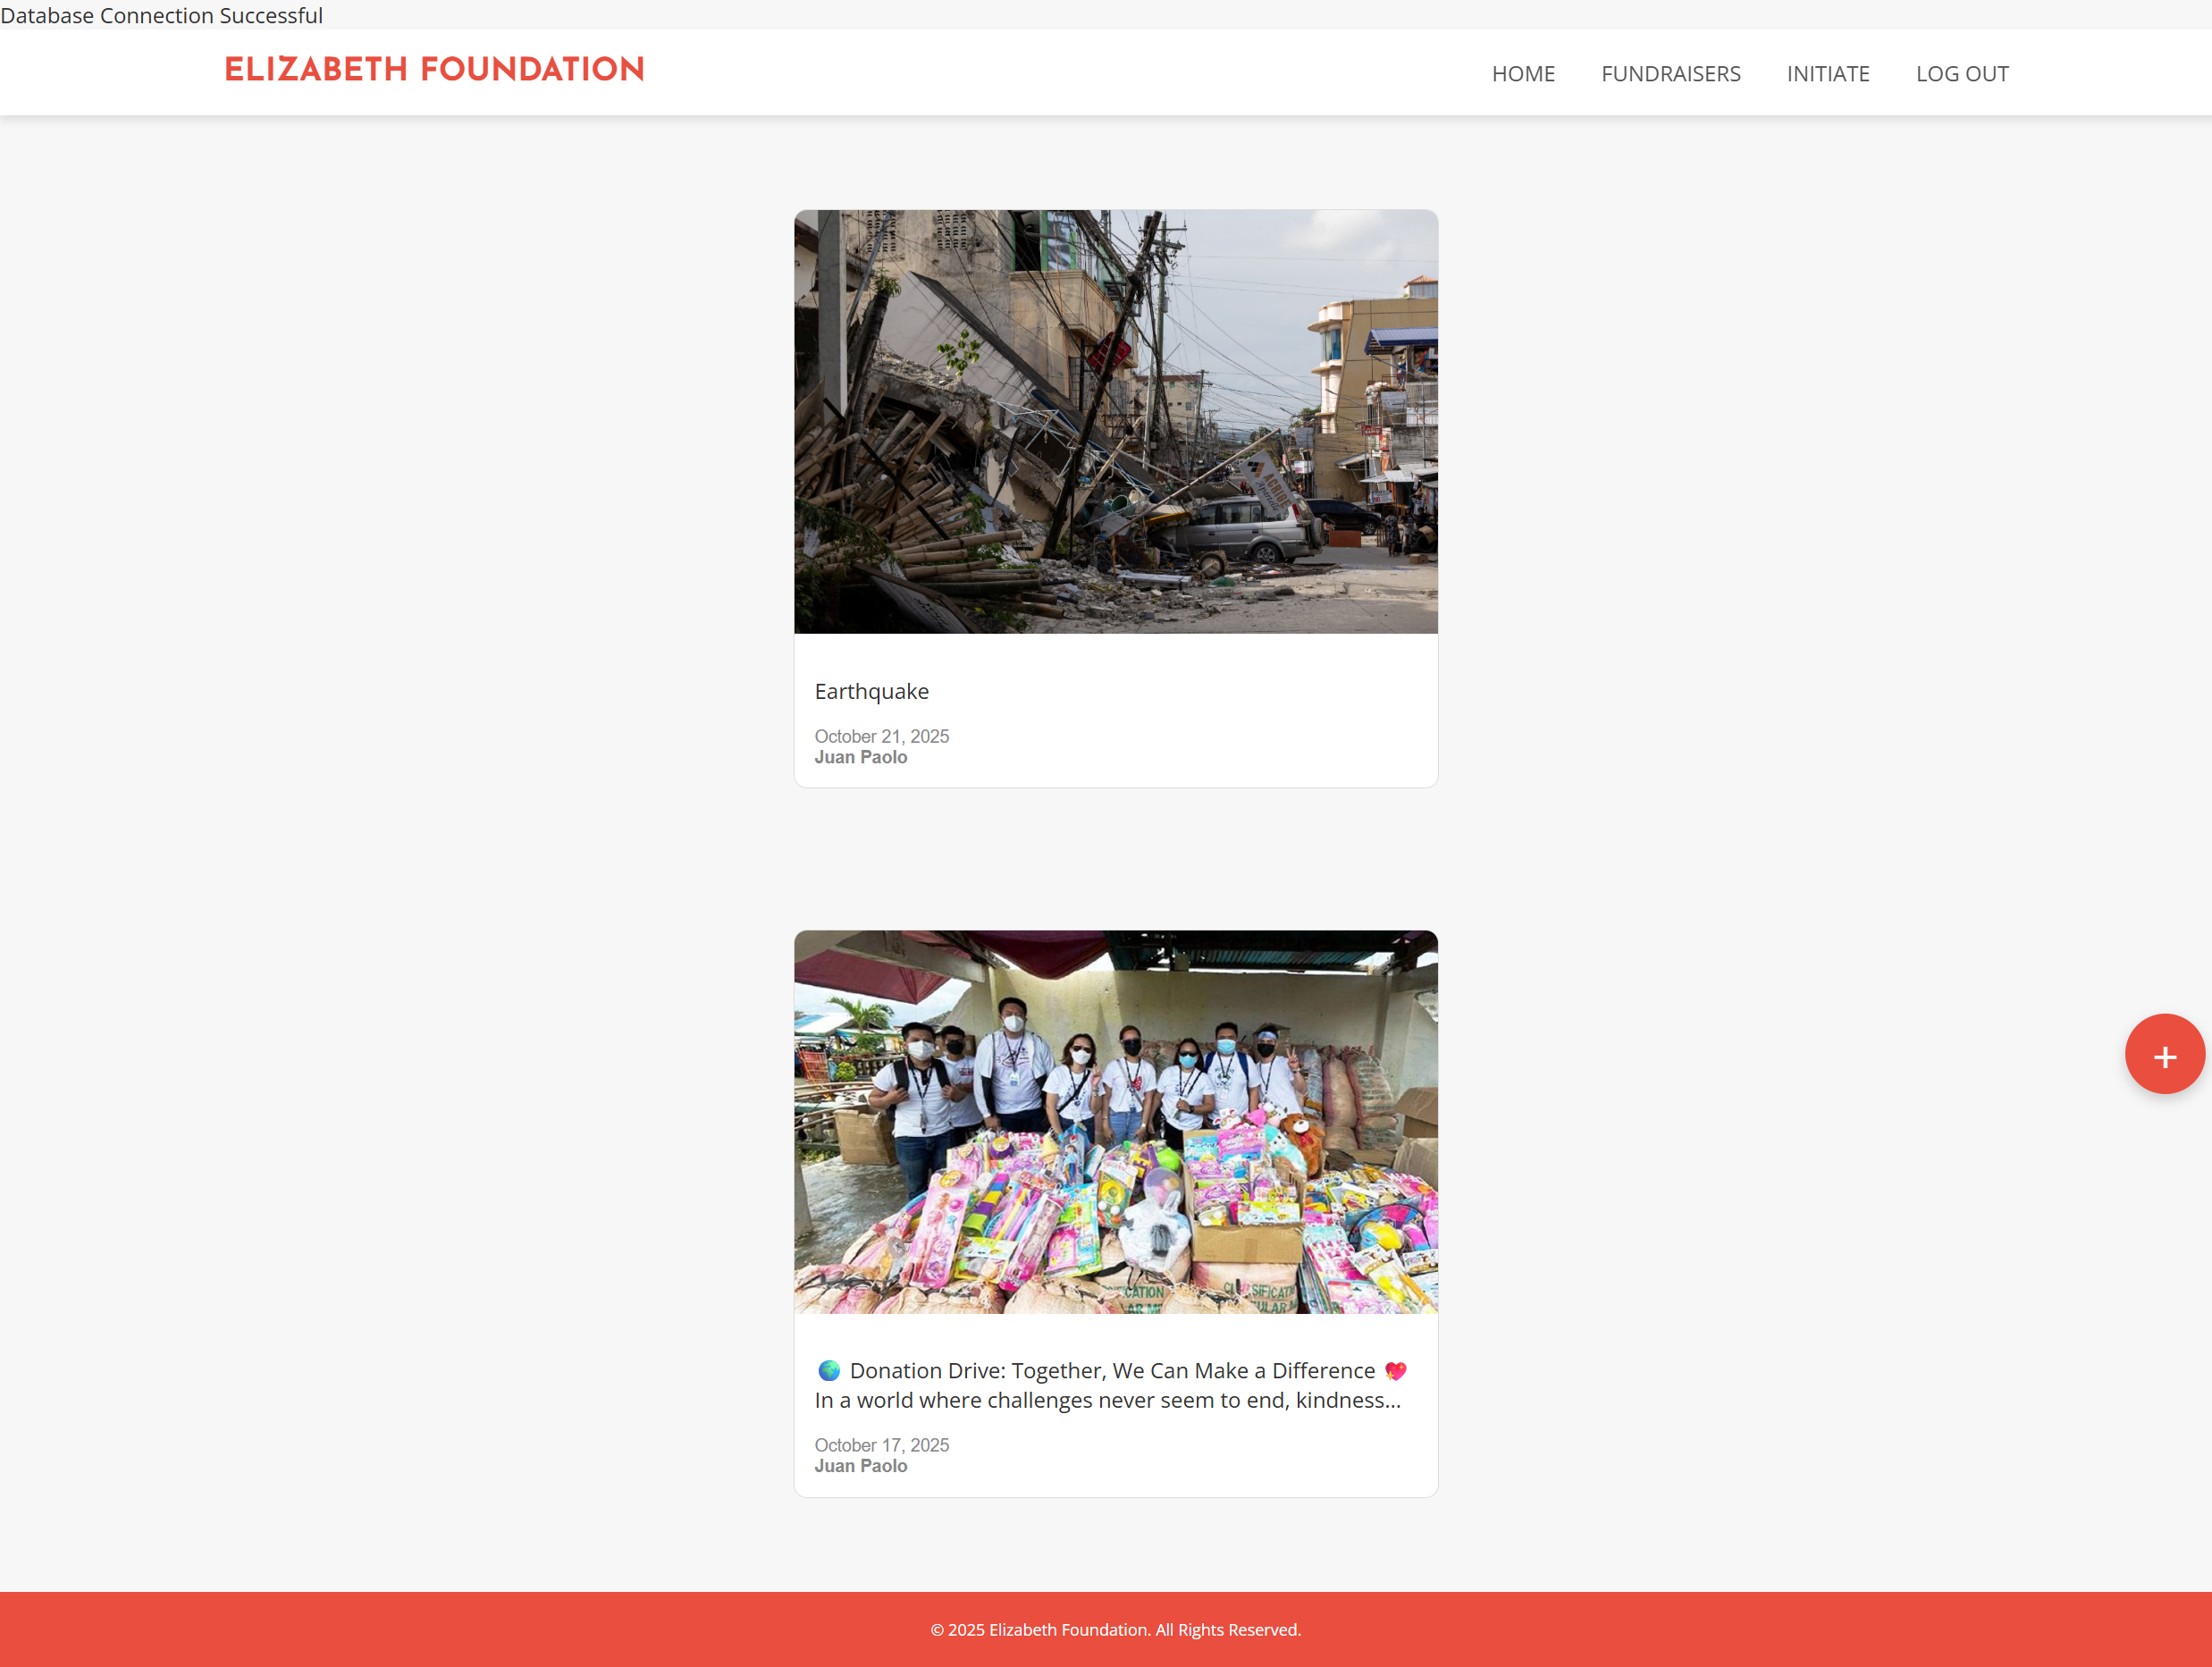 Database Connection Successful
ELIZABETH FOUNDATION
HOME
FUNDRAISERS
INITIATE
LOG OUT
Earthquake
October 21, 2025
Juan Paolo
🌍 Donation Drive: Together, We Can Make a Difference 💖
In a world where challenges never seem to end, kindness...
October 17, 2025
Juan Paolo
+
© 2025 Elizabeth Foundation. All Rights Reserved.